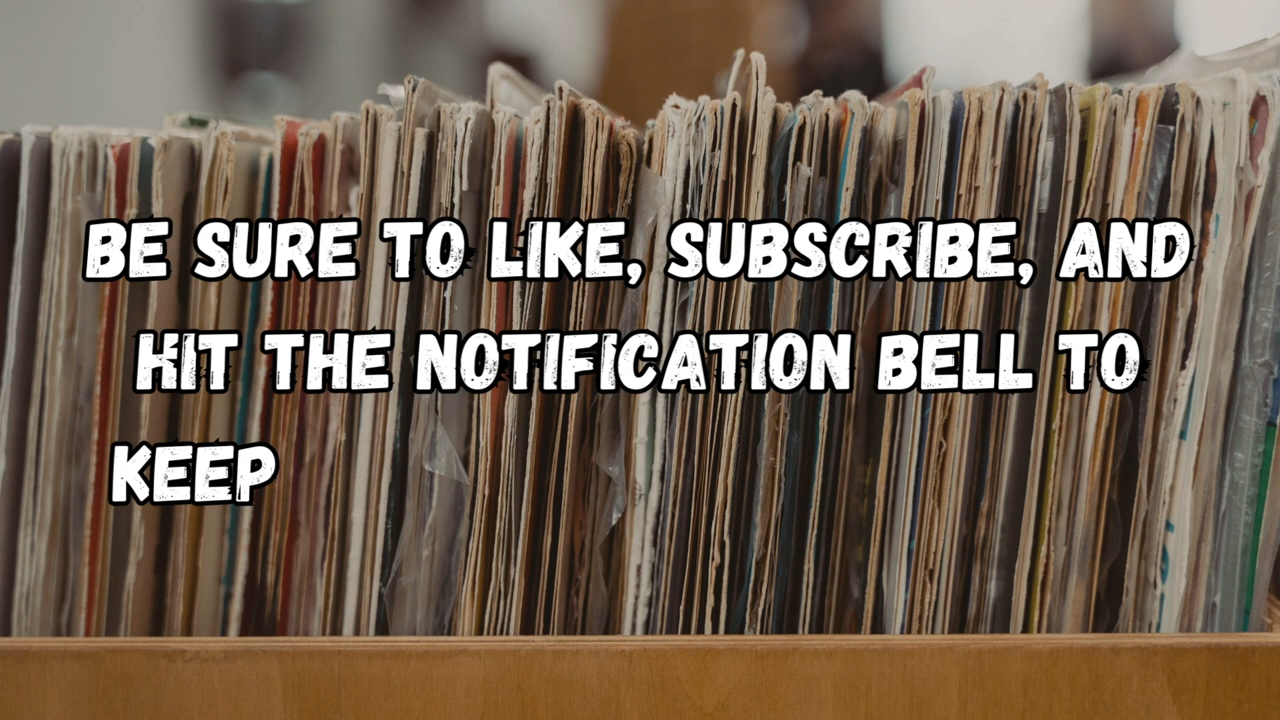 BE SURE TO LIKE, SUBSCRIBE, AND
HIT THE NOTIFICATION BELL TO
KEEP